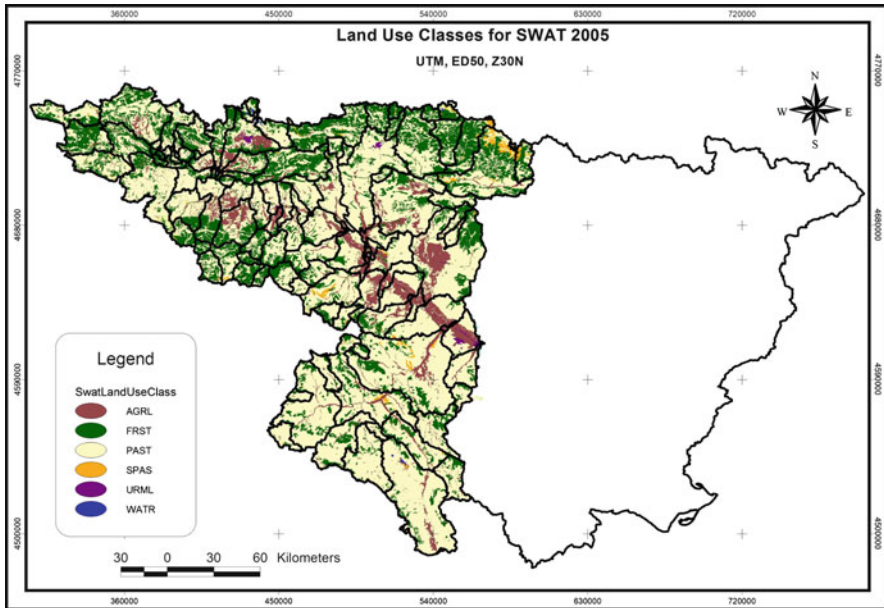 360000 450000 540000 630000 720000
Land Use Classes for SWAT 2005
UTM, ED50, Z30N
4770000 4770000
N
W E
S
4680000 4680000
Legend
SwatLandUseClass
AGRL
FRST
PAST
SPAS
URML
WATR
4590000 4590000
4500000 4500000
30 0 30 60 Kilometers
360000 450000 540000 630000 720000